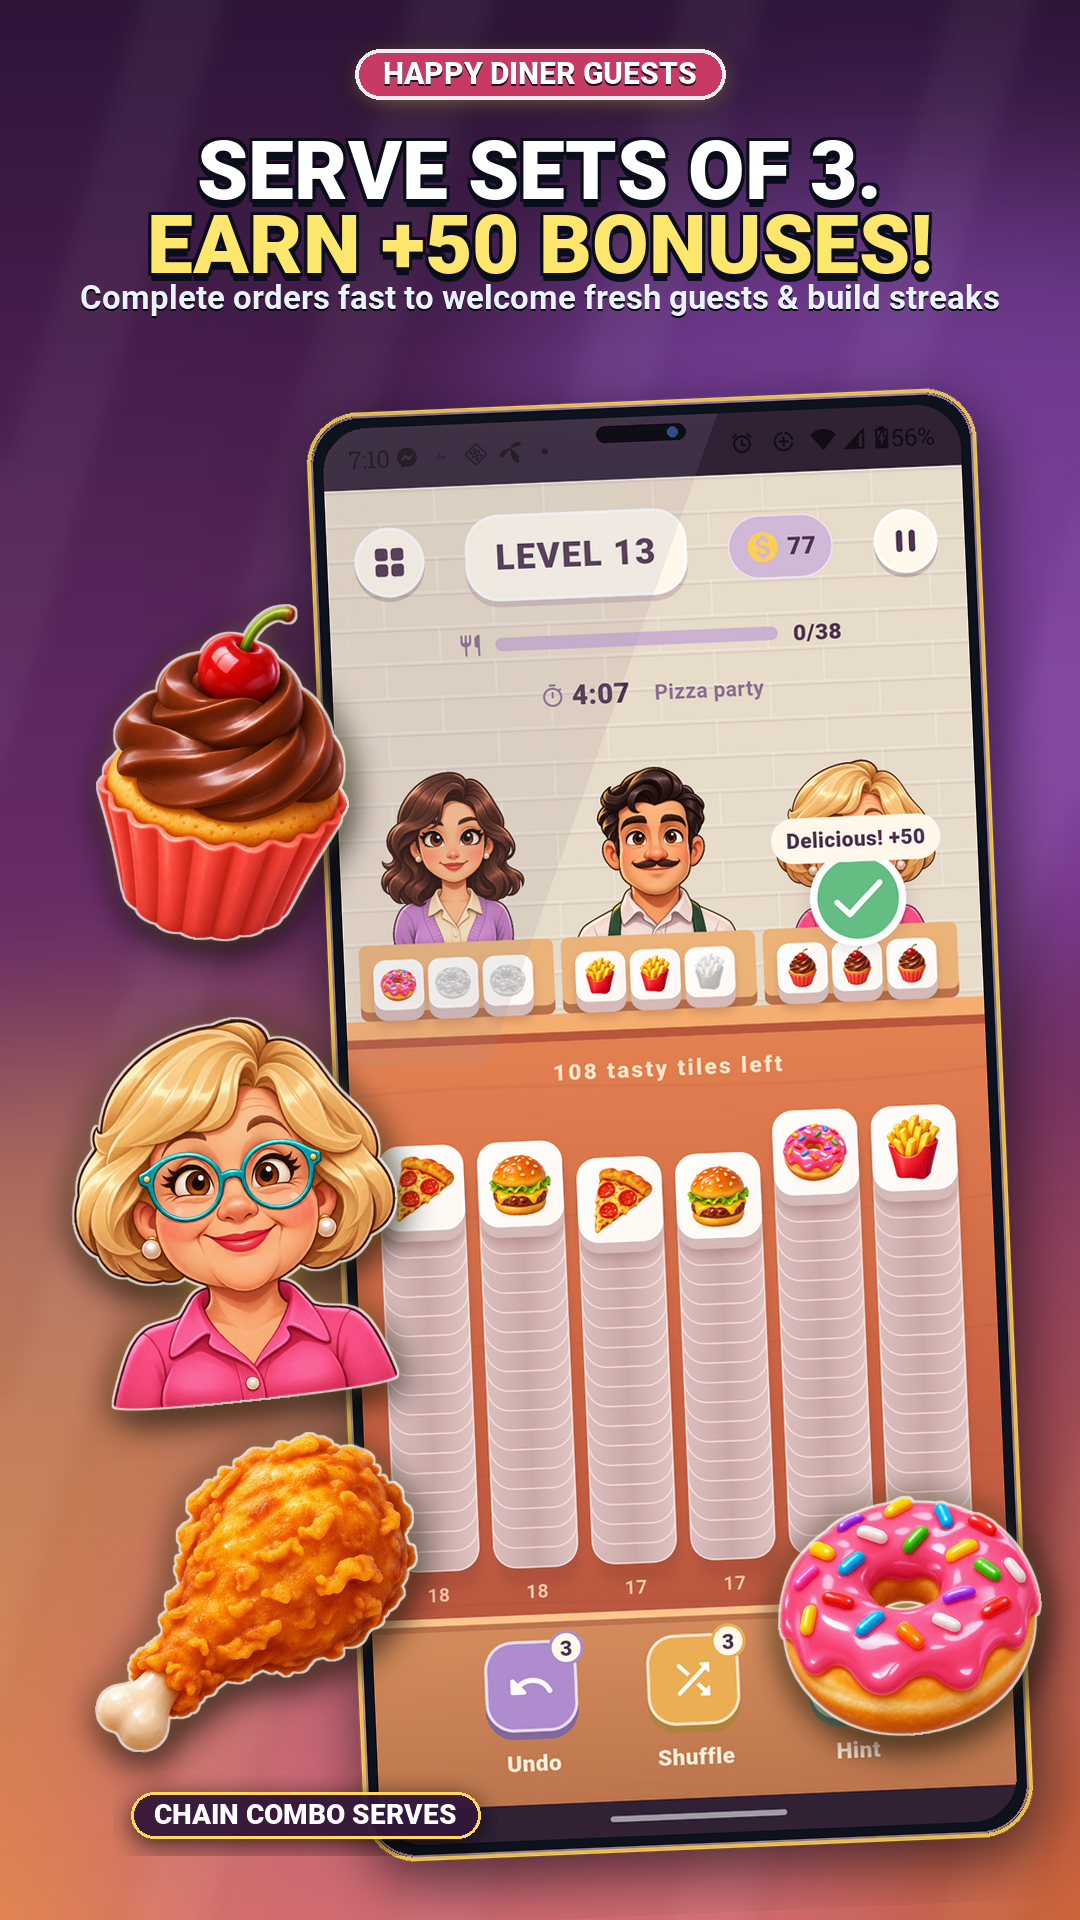 HAPPY DINER GUESTS
SERVE SETS OF 3.
EARN +50 BONUSES!
Complete orders fast to welcome fresh guests & build streaks
7:10
56%
LEVEL 13
77
0/38
4:07 Pizza party
Delicious! +50
108 tasty tiles left
18 18 17 17
3 3
Undo Shuffle Hint
CHAIN COMBO SERVES